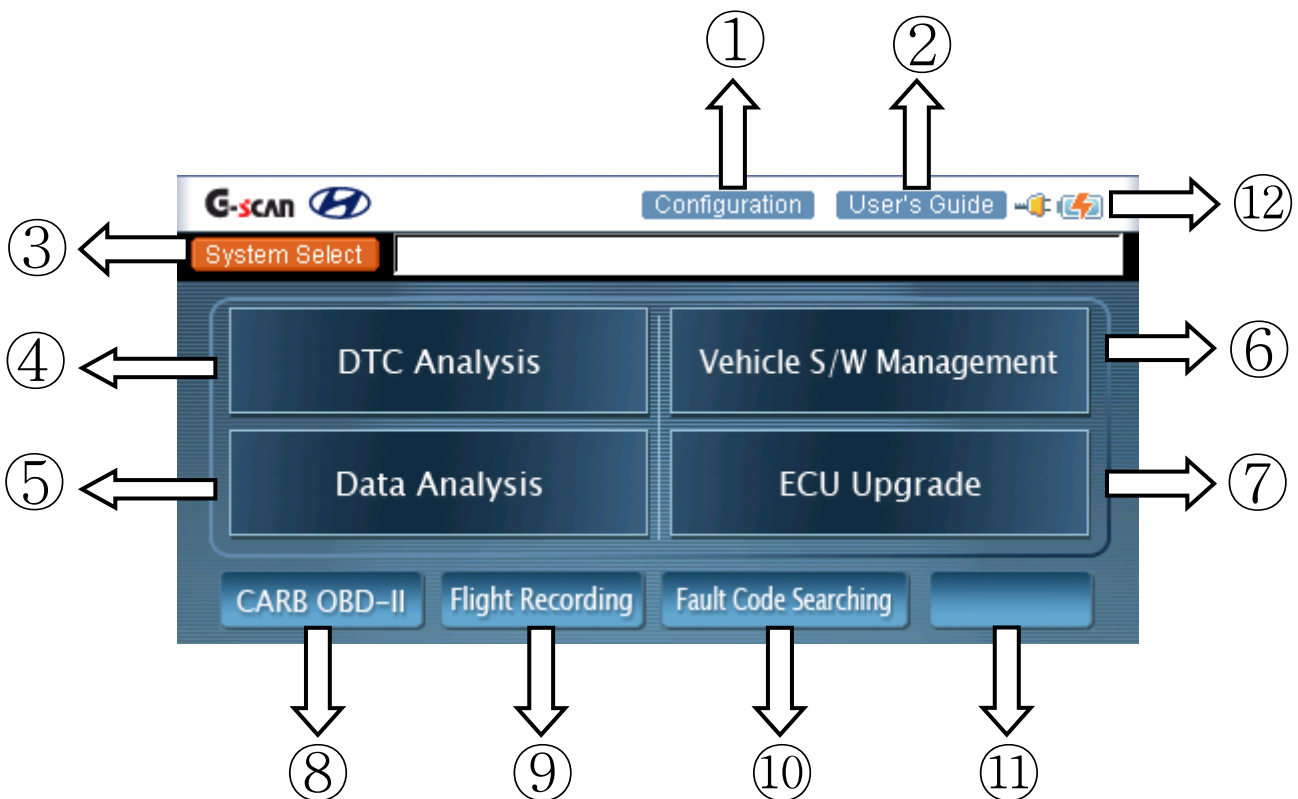 ① ②
G-scan Configuration User's Guide ⑫
③ System Select
④ DTC Analysis Vehicle S/W Management ⑥
⑤ Data Analysis ECU Upgrade ⑦
CARB OBD-II Flight Recording Fault Code Searching
⑧ ⑨ ⑩ ⑪